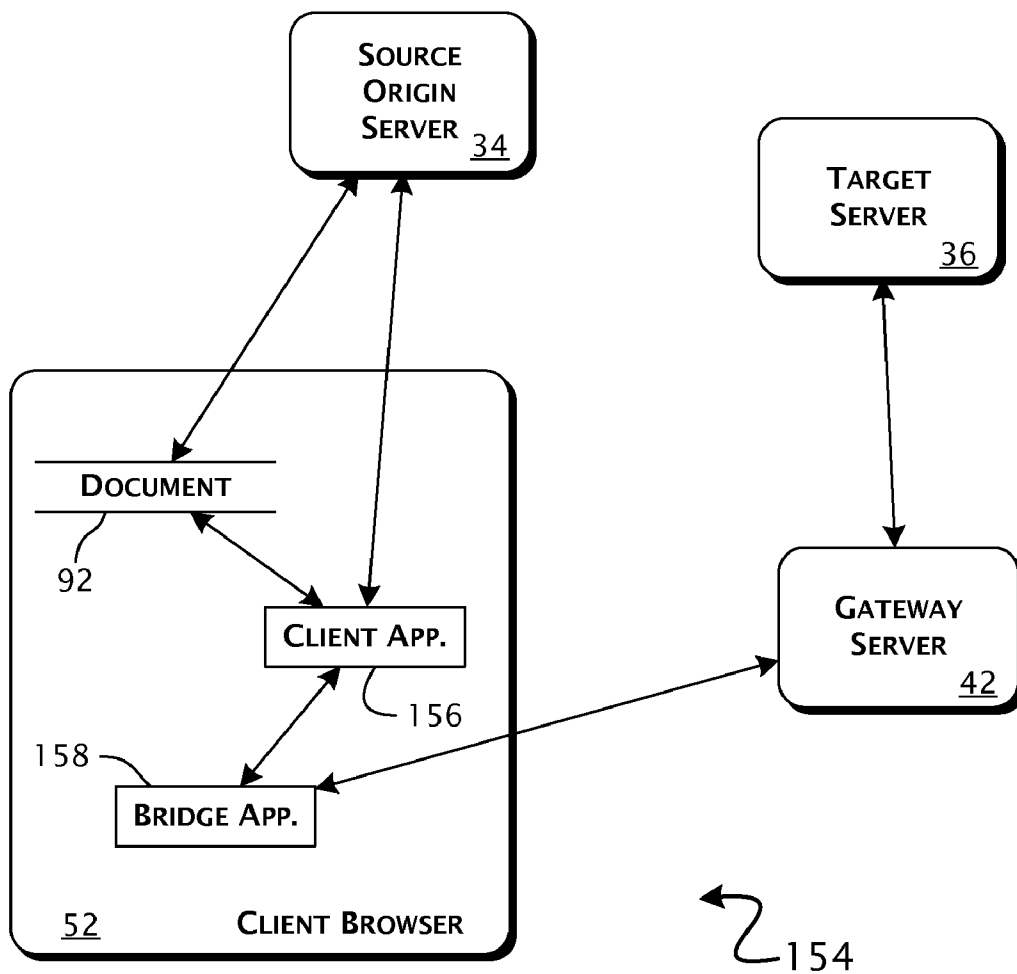 SOURCE
ORIGIN
SERVER
34
TARGET
SERVER
36
DOCUMENT
92
CLIENT APP.
156
GATEWAY
SERVER
42
158
BRIDGE APP.
52
CLIENT BROWSER
154